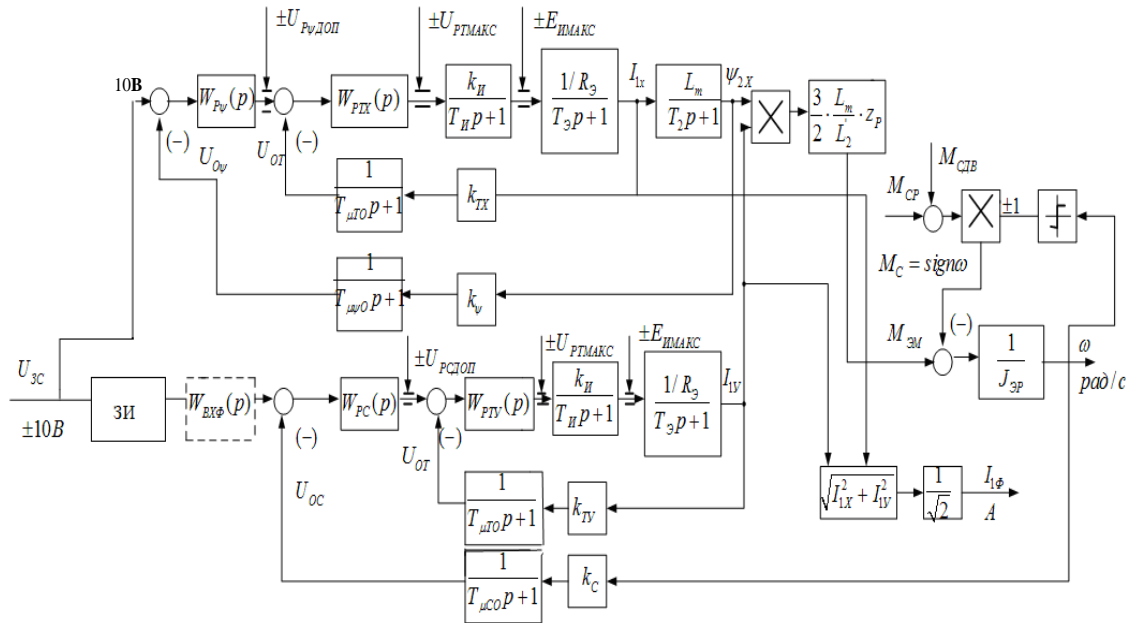 ±U_{PψДОП}
±U_{PTMAKC}
±E_{ИМАКС}
10В
W_{Pψ}(p)
W_{PTX}(p)
k_И
T_И p+1
1/R_Э
T_Э p+1
I_{1x}
L_m
T_2 p+1
ψ_{2X}
3
2
· L_m
L'_2
· z_P
(−)
U_{Oψ}
U_{OT}
(−)
1
T_{μTO} p+1
k_{TX}
M_{СДВ}
M_{CP}
±1
M_C = signω
1
T_{μψO} p+1
k_ψ
M_{ЭМ}
(−)
1
J_{ЭР}
ω
рад/с
U_{3C}
±10В
ЗИ
W_{ВХФ}(p)
(−)
U_{OC}
±U_{РСДОП}
W_{PC}(p)
(−)
U_{OT}
±U_{PTMAKC}
W_{PTY}(p)
k_И
T_И p+1
±E_{ИМАКС}
1/R_Э
T_Э p+1
I_{1Y}
1
T_{μTO} p+1
k_{TY}
√I_{1X}^2 + I_{1Y}^2
1
√2
I_{1Ф}
A
1
T_{μCO} p+1
k_C